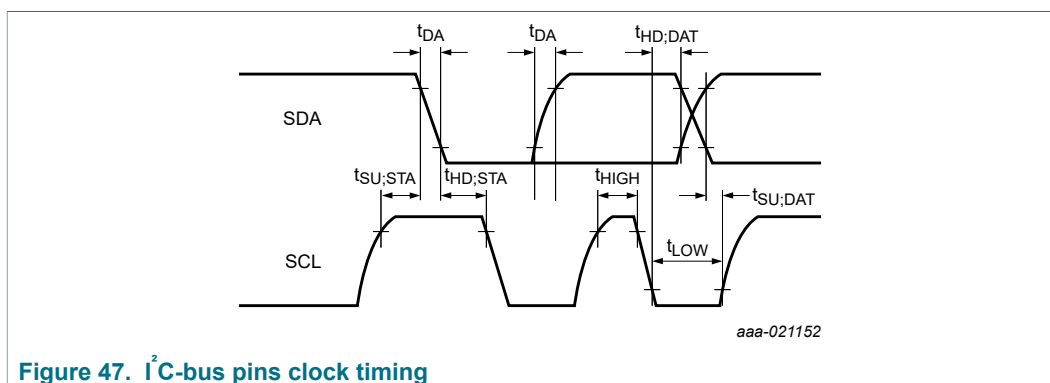 tDA tDA tHD;DAT
SDA
tSU;STA tHD;STA tHIGH tSU;DAT
tLOW
SCL
aaa-021152
Figure 47. I²C-bus pins clock timing